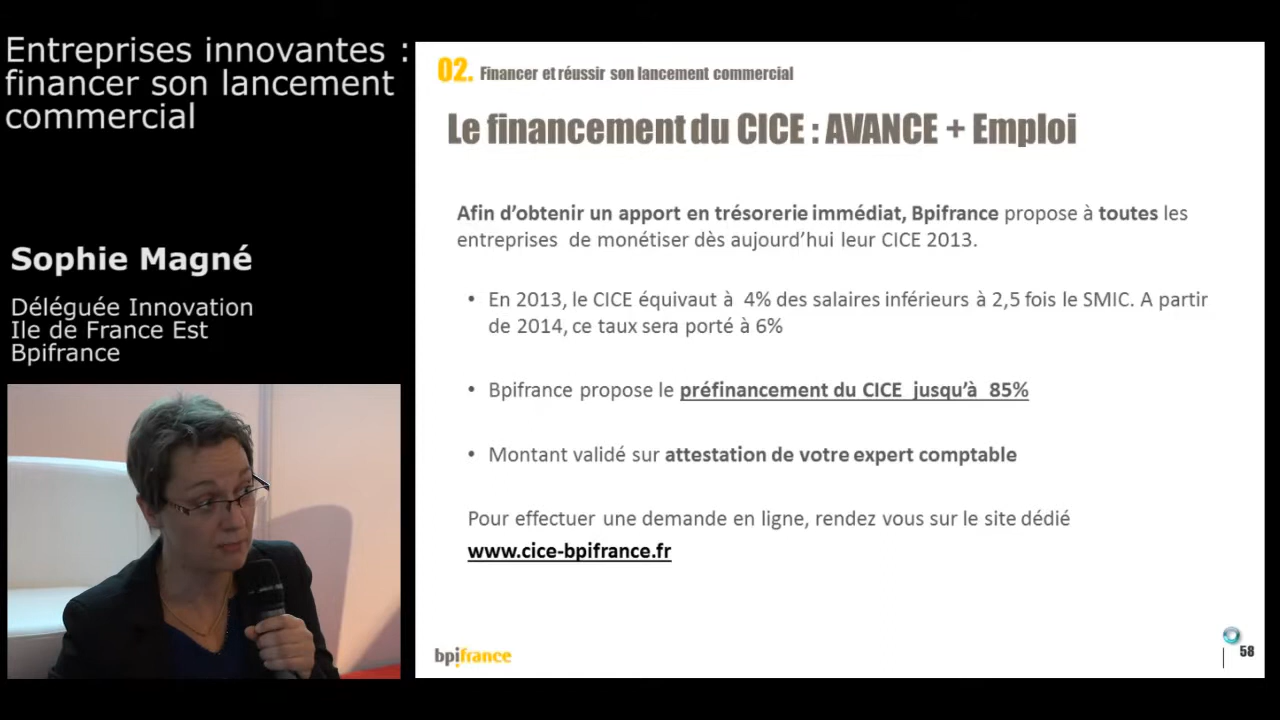 Entreprises innovantes :
financer son lancement
commercial
Sophie Magné
Déléguée Innovation
Ile de France Est
Bpifrance
02. Financer et réussir son lancement commercial
Le financement du CICE : AVANCE + Emploi
Afin d’obtenir un apport en trésorerie immédiat, Bpifrance propose à toutes les
entreprises de monétiser dès aujourd’hui leur CICE 2013.
• En 2013, le CICE équivaut à 4% des salaires inférieurs à 2,5 fois le SMIC. A partir
de 2014, ce taux sera porté à 6%
• Bpifrance propose le préfinancement du CICE jusqu’à 85%
• Montant validé sur attestation de votre expert comptable
Pour effectuer une demande en ligne, rendez vous sur le site dédié
www.cice-bpifrance.fr
bpifrance
58